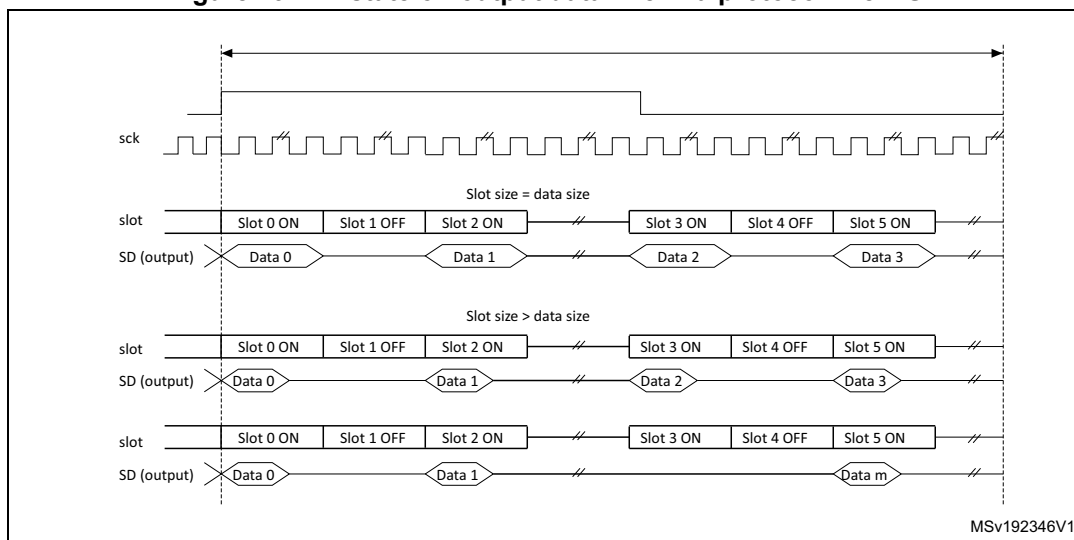 sck
Slot size = data size
slot Slot 0 ON Slot 1 OFF Slot 2 ON Slot 3 ON Slot 4 OFF Slot 5 ON
SD (output) Data 0 Data 1 Data 2 Data 3
Slot size > data size
slot Slot 0 ON Slot 1 OFF Slot 2 ON Slot 3 ON Slot 4 OFF Slot 5 ON
SD (output) Data 0 Data 1 Data 2 Data 3
slot Slot 0 ON Slot 1 OFF Slot 2 ON Slot 3 ON Slot 4 OFF Slot 5 ON
SD (output) Data 0 Data 1 Data m
MSv192346V1